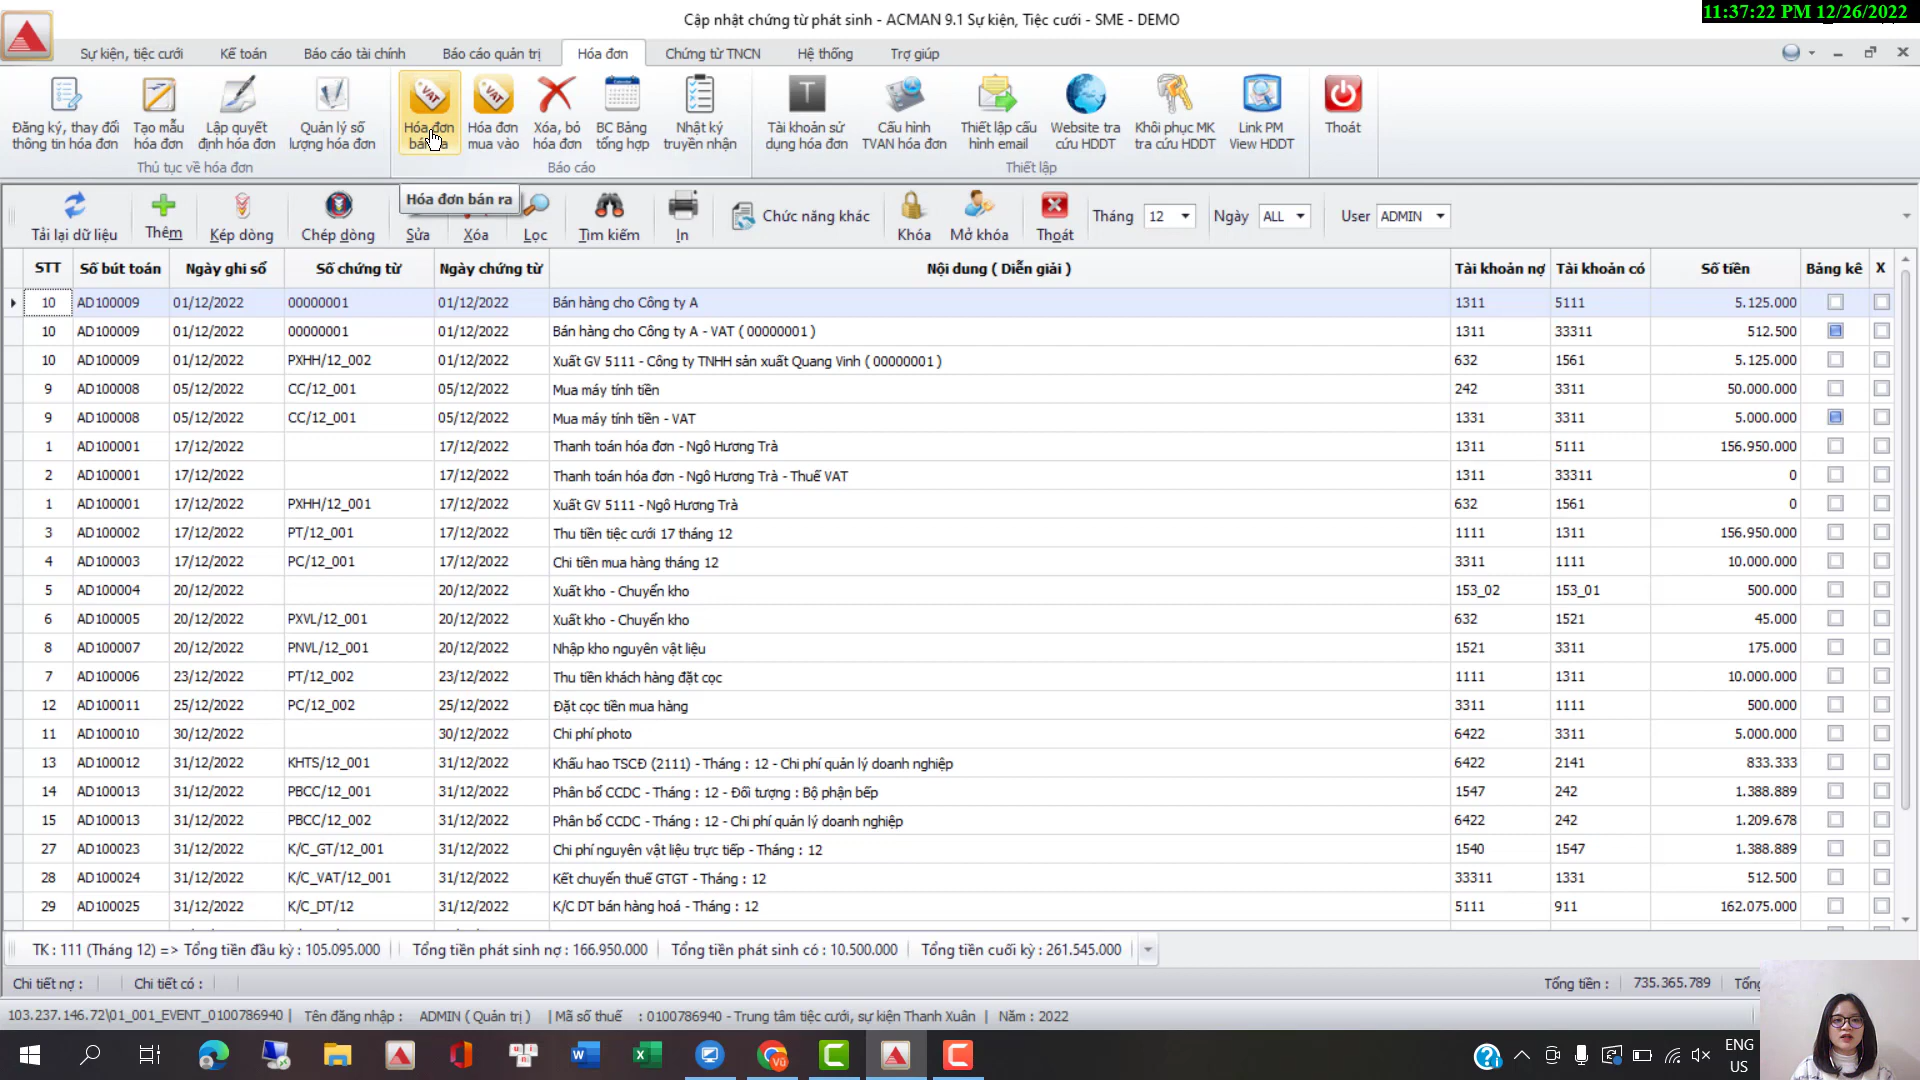 11:37:22 PM 12/26/2022
Cập nhật chứng từ phát sinh - ACMAN 9.1 Sự kiện, Tiệc cưới - SME - DEMO
Sự kiện, tiệc cưới Kế toán Báo cáo tài chính Báo cáo quản trị Hóa đơn Chứng từ TNCN Hệ thống Trợ giúp
Đăng ký, thay đổi thông tin hóa đơn
Tạo mẫu hóa đơn
Lập quyết định hóa đơn
Quản lý số lượng hóa đơn
Hóa đơn
Hóa đơn mua vào
Xóa, bỏ hóa đơn
BC Bảng tổng hợp
Nhật ký truyền nhận
Tài khoản sử dụng hóa đơn
Cấu hình TVAN hóa đơn
Thiết lập cấu hình email
Website tra cứu HDDT
Khôi phục MK tra cứu HDDT
Link PM View HDDT
Thoát
Thủ tục về hóa đơn Báo cáo Thiết lập
Hóa đơn bán ra
Tải lại dữ liệu Thêm Kép dòng Chép dòng Sửa Xóa Lọc Tìm kiếm In Chức năng khác Khóa Mở khóa Thoát Tháng 12 Ngày ALL User ADMIN
STT Số bút toán Ngày ghi sổ Số chứng từ Ngày chứng từ Nội dung ( Diễn giải ) Tài khoản nợ Tài khoản có Số tiền Bảng kê X
10 AD100009 01/12/2022 00000001 01/12/2022 Bán hàng cho Công ty A 1311 5111 5.125.000
10 AD100009 01/12/2022 00000001 01/12/2022 Bán hàng cho Công ty A - VAT ( 00000001 ) 1311 33311 512.500
10 AD100009 01/12/2022 PXHH/12_002 01/12/2022 Xuất GV 5111 - Công ty TNHH sản xuất Quang Vinh ( 00000001 ) 632 1561 5.125.000
9 AD100008 05/12/2022 CC/12_001 05/12/2022 Mua máy tính tiền 242 3311 50.000.000
9 AD100008 05/12/2022 CC/12_001 05/12/2022 Mua máy tính tiền - VAT 1331 3311 5.000.000
1 AD100001 17/12/2022 17/12/2022 Thanh toán hóa đơn - Ngô Hương Trà 1311 5111 156.950.000
2 AD100001 17/12/2022 17/12/2022 Thanh toán hóa đơn - Ngô Hương Trà - Thuế VAT 1311 33311 0
1 AD100001 17/12/2022 PXHH/12_001 17/12/2022 Xuất GV 5111 - Ngô Hương Trà 632 1561 0
3 AD100002 17/12/2022 PT/12_001 17/12/2022 Thu tiền tiệc cưới 17 tháng 12 1111 1311 156.950.000
4 AD100003 17/12/2022 PC/12_001 17/12/2022 Chi tiền mua hàng tháng 12 3311 1111 10.000.000
5 AD100004 20/12/2022 20/12/2022 Xuất kho - Chuyển kho 153_02 153_01 500.000
6 AD100005 20/12/2022 PXVL/12_001 20/12/2022 Xuất kho - Chuyển kho 632 1521 45.000
8 AD100007 20/12/2022 PNVL/12_001 20/12/2022 Nhập kho nguyên vật liệu 1521 3311 175.000
7 AD100006 23/12/2022 PT/12_002 23/12/2022 Thu tiền khách hàng đặt cọc 1111 1311 10.000.000
12 AD100011 25/12/2022 PC/12_002 25/12/2022 Đặt cọc tiền mua hàng 3311 1111 500.000
11 AD100010 30/12/2022 30/12/2022 Chi phí photo 6422 3311 5.000.000
13 AD100012 31/12/2022 KHTS/12_001 31/12/2022 Khấu hao TSCĐ (2111) - Tháng : 12 - Chi phí quản lý doanh nghiệp 6422 2141 833.333
14 AD100013 31/12/2022 PBCC/12_001 31/12/2022 Phân bổ CCDC - Tháng : 12 - Đối tượng : Bộ phận bếp 1547 242 1.388.889
15 AD100013 31/12/2022 PBCC/12_002 31/12/2022 Phân bổ CCDC - Tháng : 12 - Chi phí quản lý doanh nghiệp 6422 242 1.209.678
27 AD100023 31/12/2022 K/C_GT/12_001 31/12/2022 Chi phí nguyên vật liệu trực tiếp - Tháng : 12 1540 1547 1.388.889
28 AD100024 31/12/2022 K/C_VAT/12_001 31/12/2022 Kết chuyển thuế GTGT - Tháng : 12 33311 1331 512.500
29 AD100025 31/12/2022 K/C_DT/12 31/12/2022 K/C DT bán hàng hoá - Tháng : 12 5111 911 162.075.000
TK : 111 (Tháng 12) => Tổng tiền đầu kỳ : 105.095.000 Tổng tiền phát sinh nợ : 166.950.000 Tổng tiền phát sinh có : 10.500.000 Tổng tiền cuối kỳ : 261.545.000
Chi tiết nợ : Chi tiết có : Tổng tiền : 735.365.789
103.237.146.72\01_001_EVENT_0100786940 | Tên đăng nhập : ADMIN ( Quản trị ) | Mã số thuế : 0100786940 - Trung tâm tiệc cưới, sự kiện Thanh Xuân | Năm : 2022
ENG
US